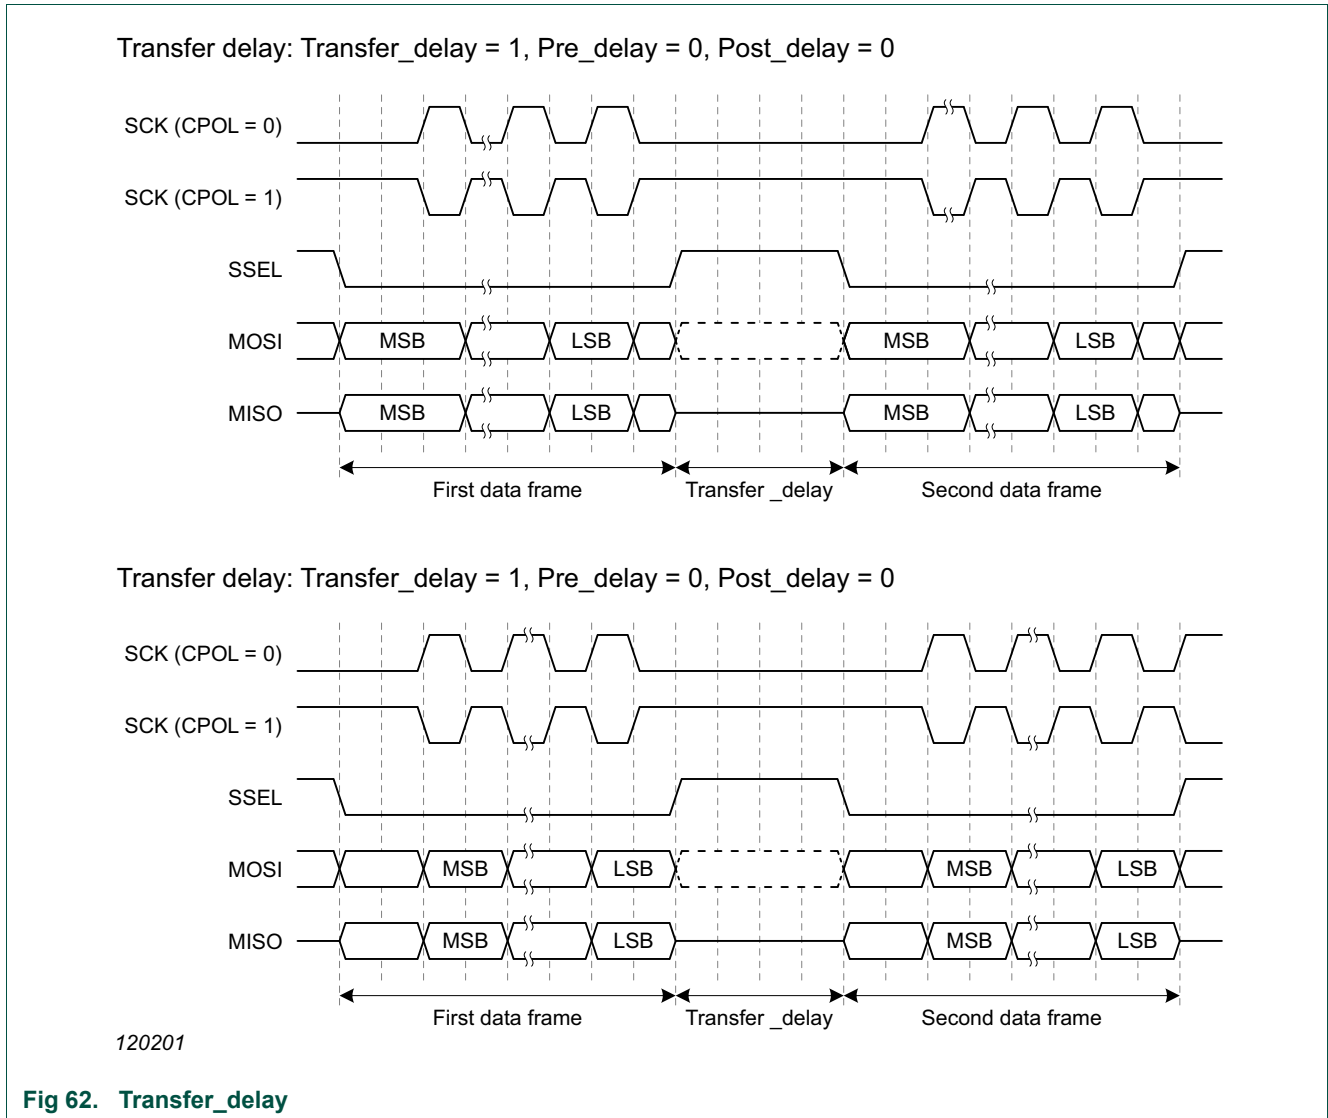 Transfer delay: Transfer_delay = 1, Pre_delay = 0, Post_delay = 0
SCK (CPOL = 0)
SCK (CPOL = 1)
SSEL
MOSI MSB LSB MSB LSB
MISO MSB LSB MSB LSB
First data frame Transfer _delay Second data frame
Transfer delay: Transfer_delay = 1, Pre_delay = 0, Post_delay = 0
SCK (CPOL = 0)
SCK (CPOL = 1)
SSEL
MOSI MSB LSB MSB LSB
MISO MSB LSB MSB LSB
First data frame Transfer _delay Second data frame
120201
Fig 62. Transfer_delay